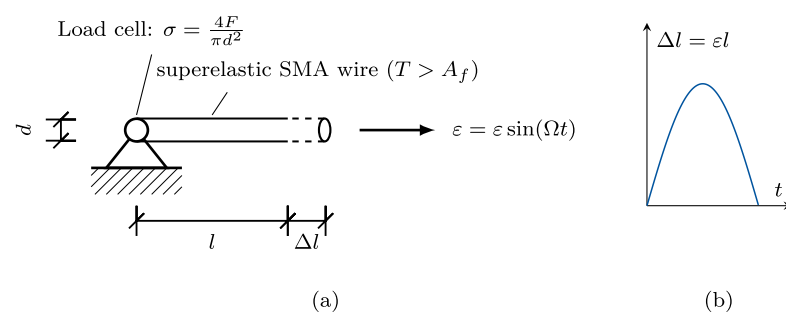 Load cell: σ = 4F/πd²
superelastic SMA wire (T > A_f)
d
ε = ε sin(Ωt)
l
Δl
(a)
Δl = εl
t
(b)